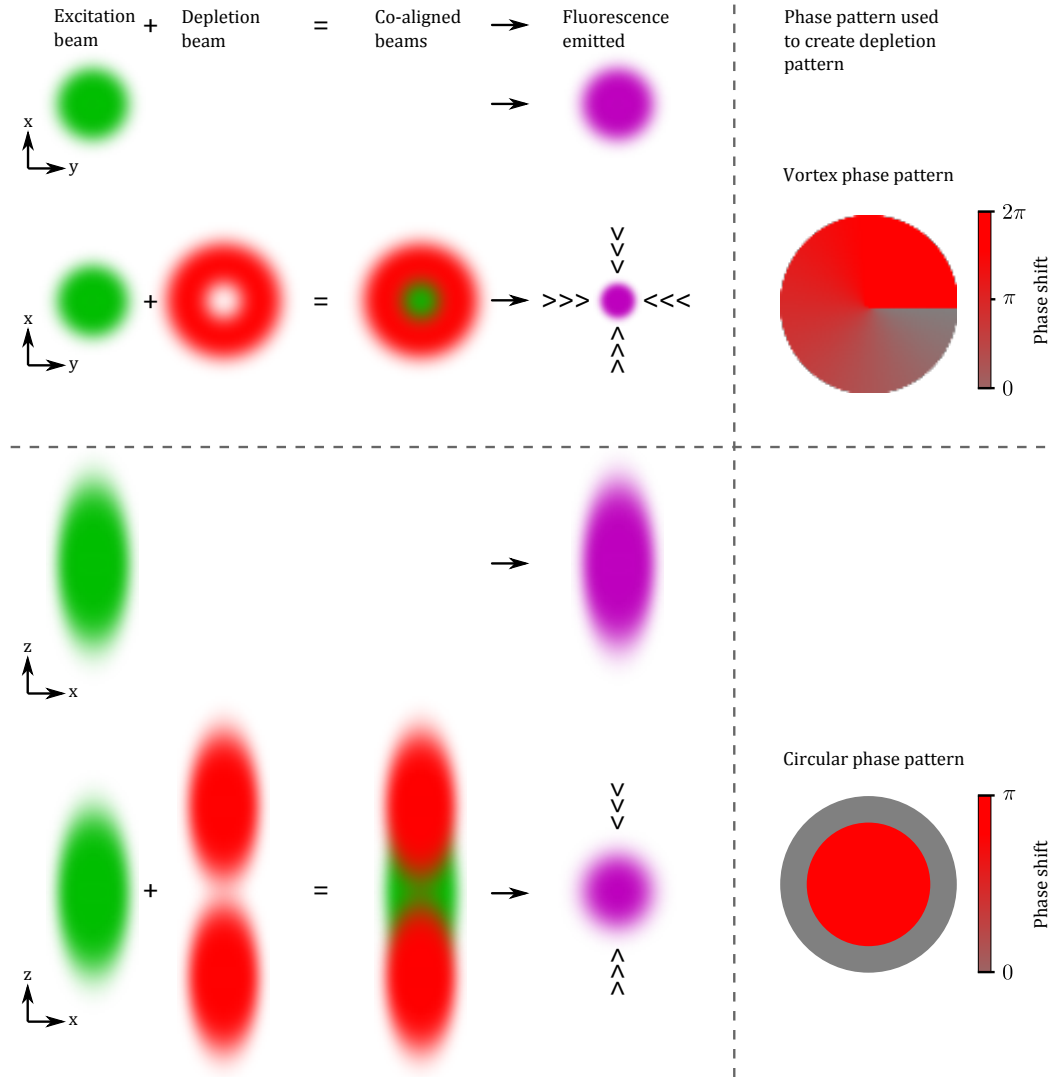 Excitation beam + Depletion beam = Co-aligned beams Fluorescence emitted
Phase pattern used
to create depletion
pattern
x
y
Vortex phase pattern
2π
π
0
Phase shift
x
y
+
=
>>> <<<
z
x
Circular phase pattern
π
0
Phase shift
+
=
z
x